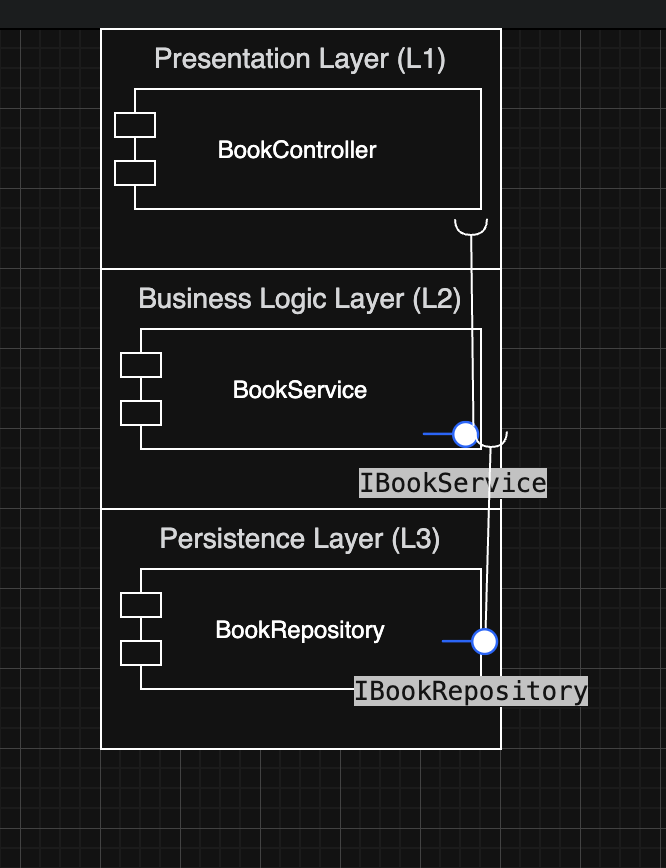 Presentation Layer (L1)
BookController
Business Logic Layer (L2)
BookService
IBookService
Persistence Layer (L3)
BookRepository
IBookRepository